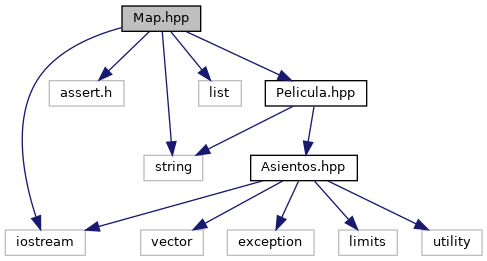 Map.hpp
assert.h
list
Pelicula.hpp
string
Asientos.hpp
iostream
vector
exception
limits
utility